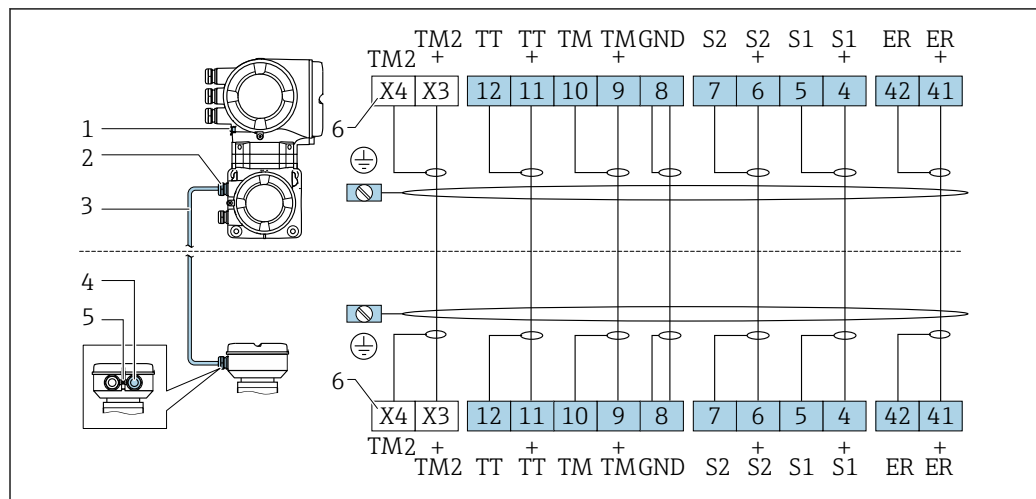 TM2 TT TT TM TM GND S2 S2 S1 S1 ER ER
TM2 + + + + + +
X4 X3 12 11 10 9 8 7 6 5 4 42 41
6
1
2
3
4
5
6
X4 X3 12 11 10 9 8 7 6 5 4 42 41
TM2 + + + + + +
TM2 TT TT TM TM GND S2 S2 S1 S1 ER ER